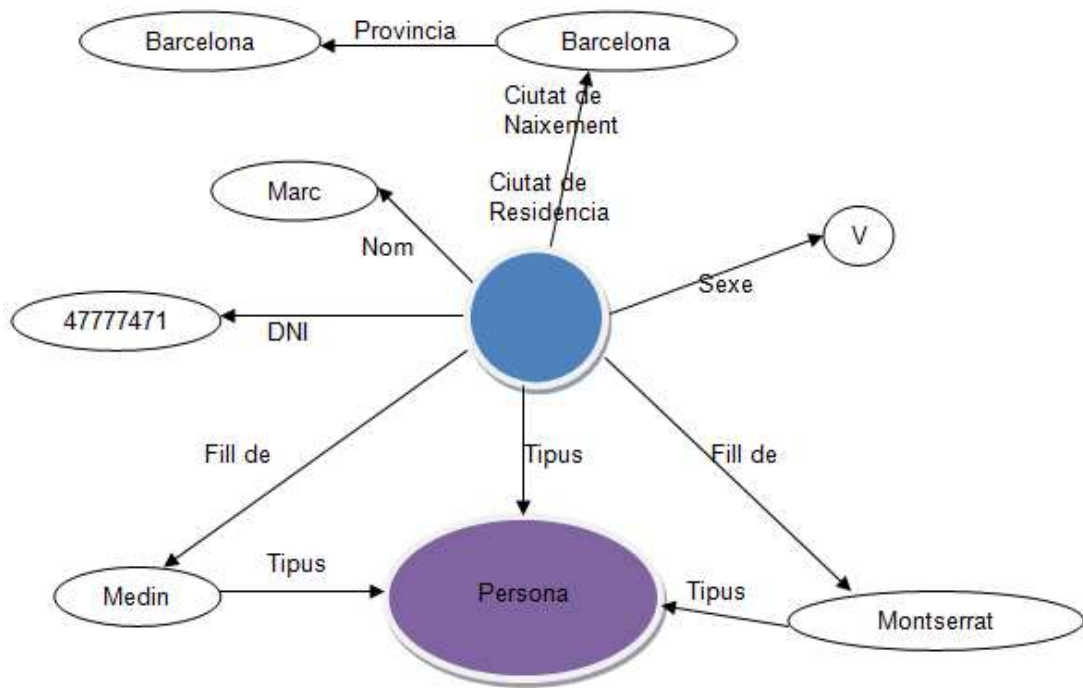 Barcelona
Provincia
Barcelona
Ciutat de
Naixement
Ciutat de
Residència
Marc
Nom
V
Sexe
47777471
DNI
Fill de
Tipus
Fill de
Medin
Tipus
Persona
Tipus
Montserrat